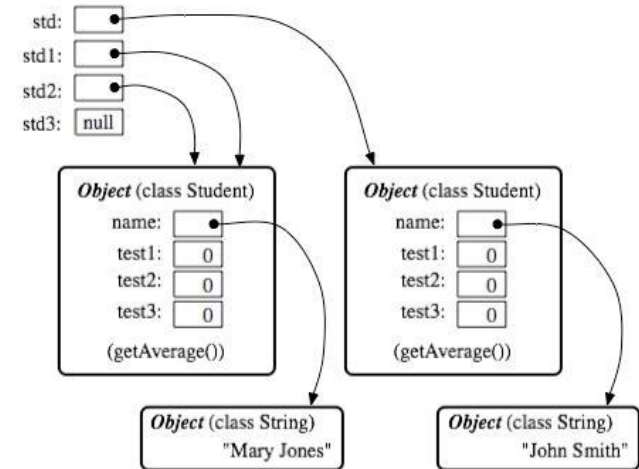 std:
std1:
std2:
std3: null
Object (class Student)
name:
test1: 0
test2: 0
test3: 0
(getAverage())
Object (class Student)
name:
test1: 0
test2: 0
test3: 0
(getAverage())
Object (class String)
"Mary Jones"
Object (class String)
"John Smith"